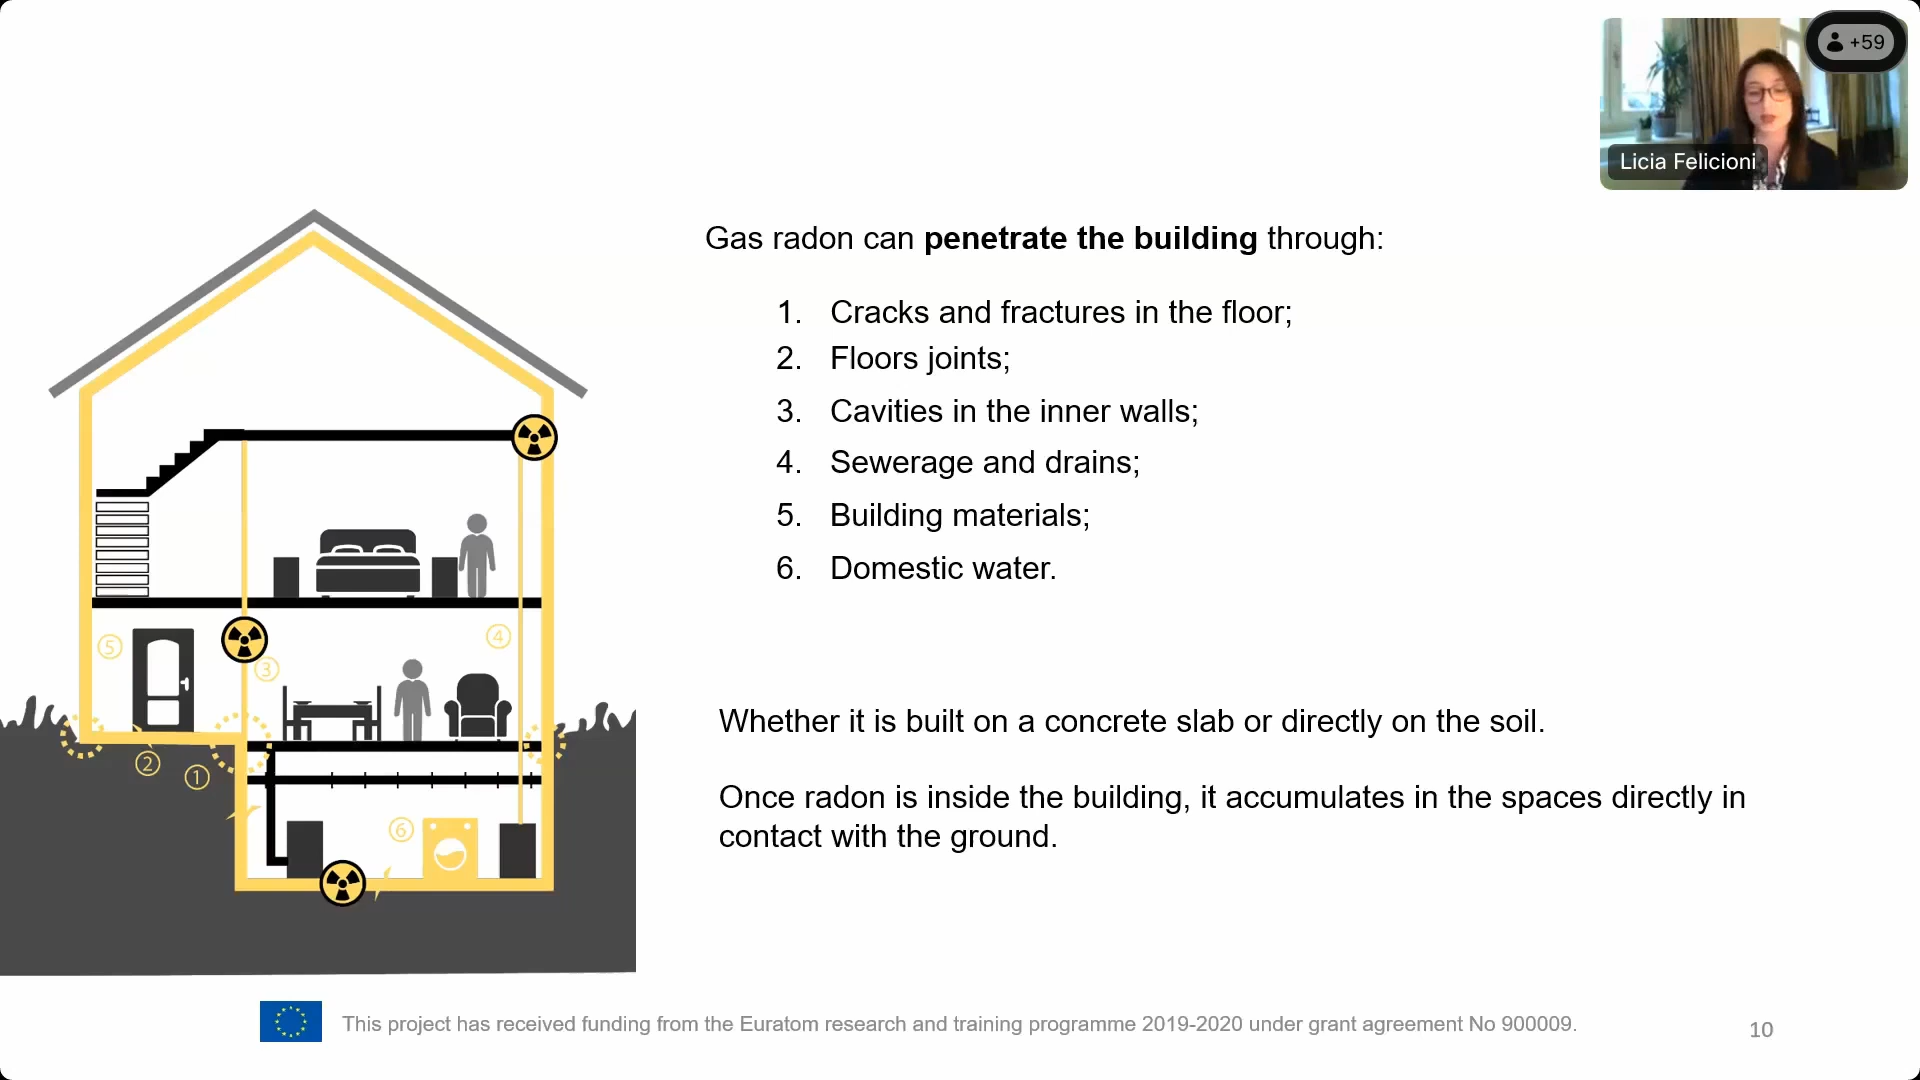 +59
Licia Felicioni
Gas radon can penetrate the building through:
1. Cracks and fractures in the floor;
2. Floors joints;
3. Cavities in the inner walls;
4. Sewerage and drains;
5. Building materials;
6. Domestic water.
5
4
3
2
1
6
Whether it is built on a concrete slab or directly on the soil.
Once radon is inside the building, it accumulates in the spaces directly in
contact with the ground.
This project has received funding from the Euratom research and training programme 2019-2020 under grant agreement No 900009.
10